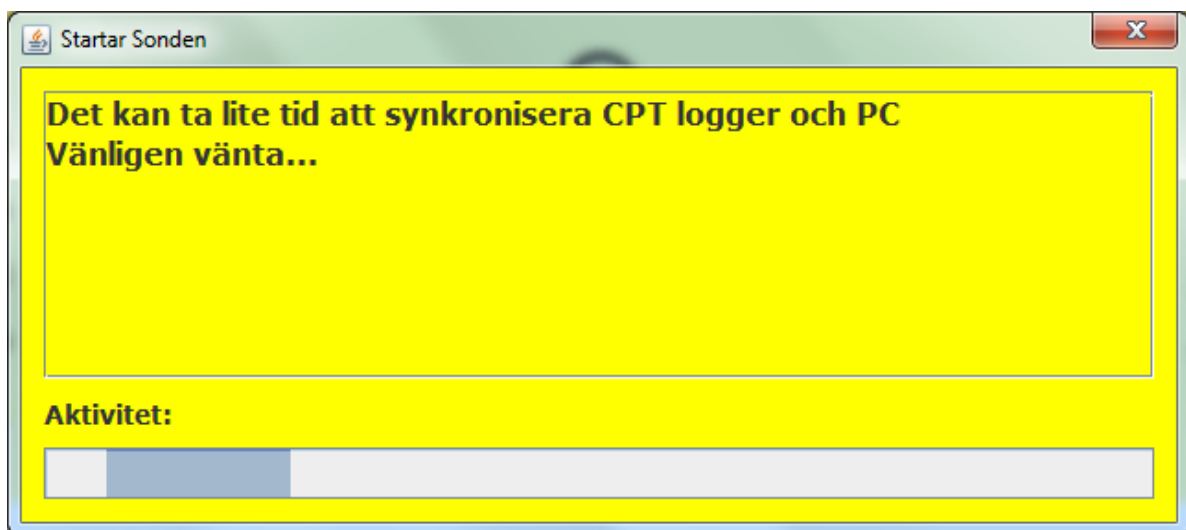 Startar Sonden
Det kan ta lite tid att synkronisera CPT logger och PC
Vänligen vänta...
Aktivitet: